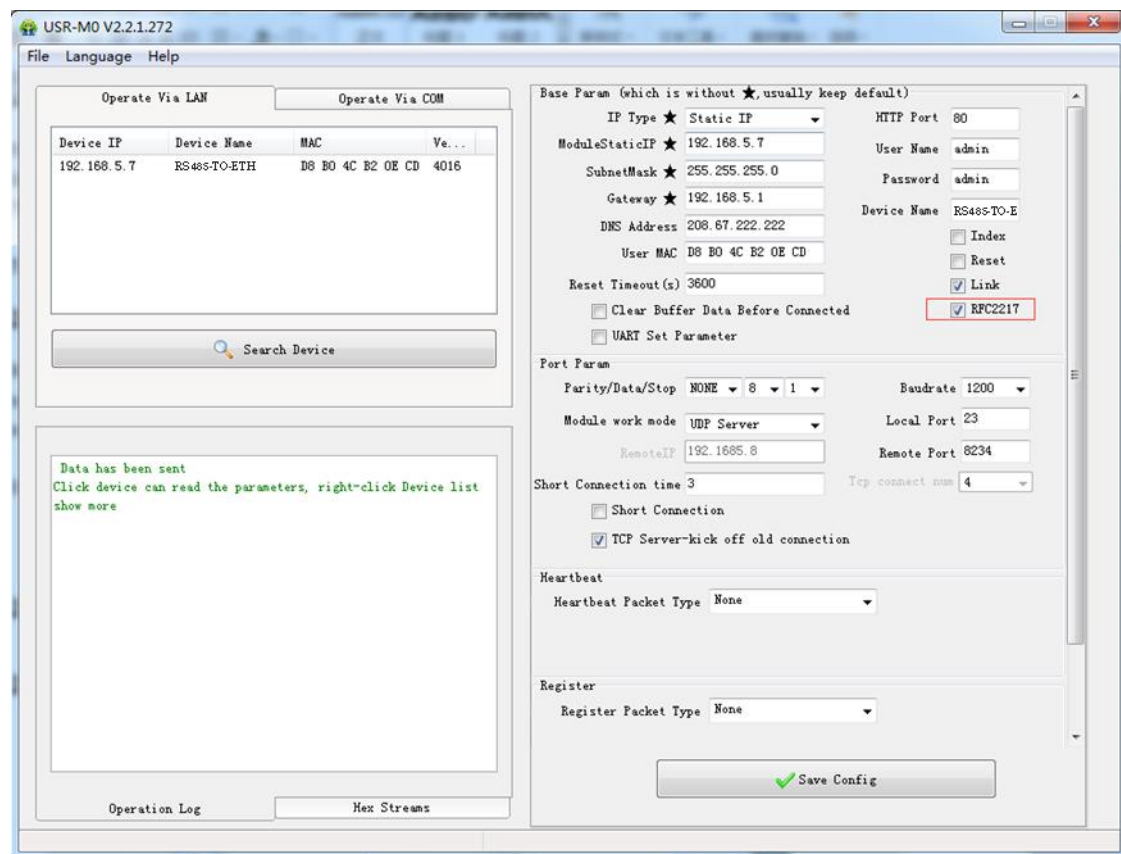 USR-M0 V2.2.1.272
File Language Help
Operate Via LAN Operate Via COM
Device IP Device Name MAC Ve...
192.168.5.7 RS485-TO-ETH D8 B0 4C B2 0E CD 4016
Search Device
Data has been sent
Click device can read the parameters, right-click Device list
show more
Operation Log Hex Streams
Base Param (which is without ★,usually keep default)
IP Type ★ Static IP HTTP Port 80
ModuleStaticIP ★ 192.168.5.7 User Name admin
SubnetMask ★ 255.255.255.0 Password admin
Gateway ★ 192.168.5.1 Device Name RS485-TO-E
DNS Address 208.67.222.222 Index
User MAC D8 B0 4C B2 0E CD Reset
Reset Timeout(s) 3600 Link
Clear Buffer Data Before Connected RFC2217
UART Set Parameter
Port Param
Parity/Data/Stop NONE 8 1 Baudrate 1200
Module work mode UDP Server Local Port 23
RemoteIP 192.1685.8 Remote Port 8234
Short Connection time 3 Tcp connect num 4
Short Connection
TCP Server-kick off old connection
Heartbeat
Heartbeat Packet Type None
Register
Register Packet Type None
Save Config